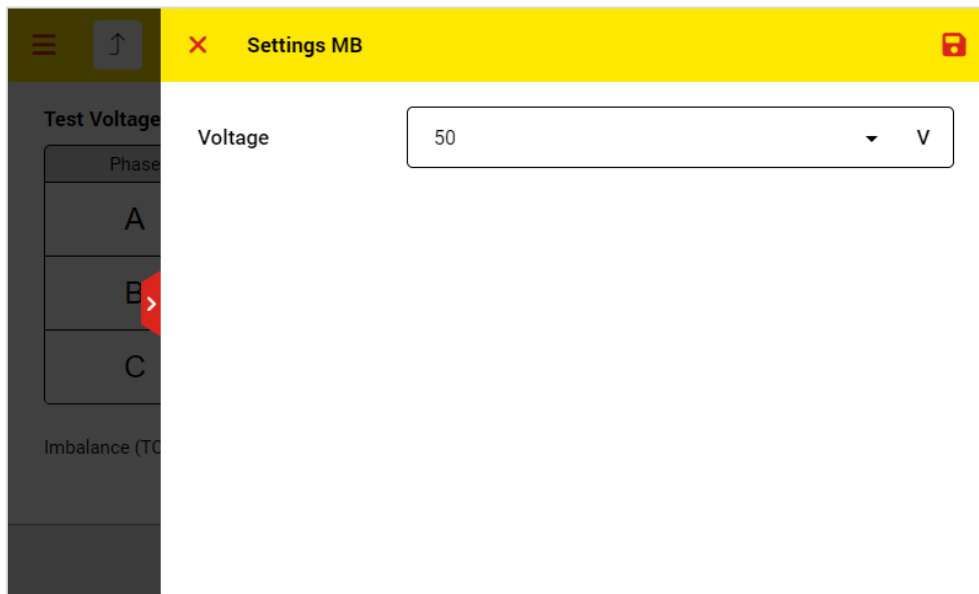 Settings MB
Test Voltage
Voltage
50
V
Phase
A
B
C
Imbalance (TC